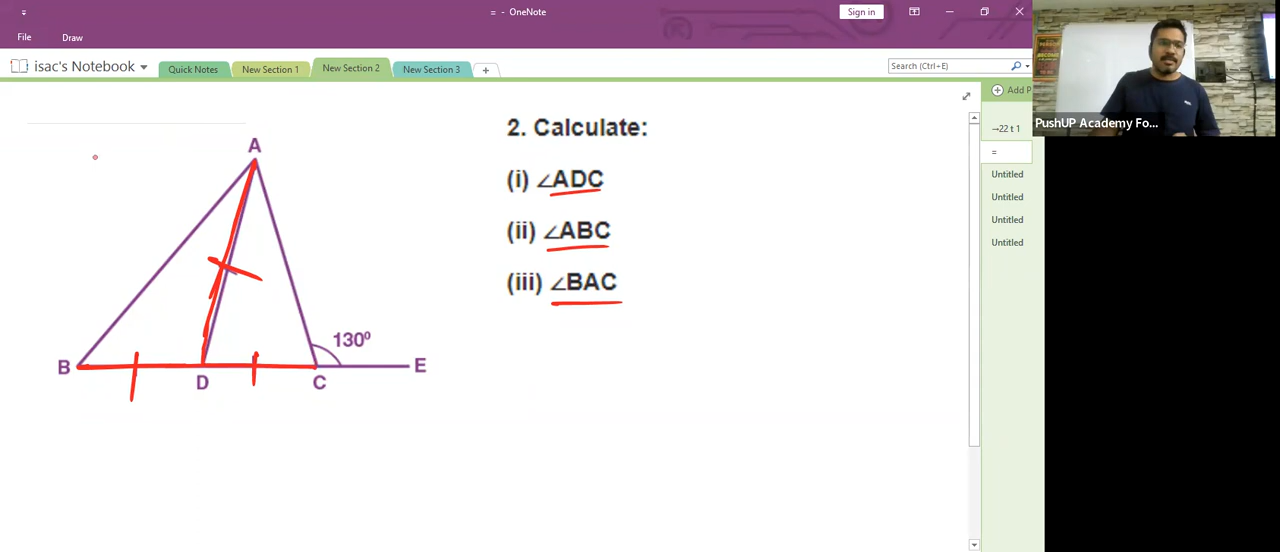 = - OneNote
Sign in
File
Draw
isac's Notebook
Quick Notes
New Section 1
New Section 2
New Section 3
Search (Ctrl+E)
Add P
→22 t 1
=
Untitled
Untitled
Untitled
Untitled
PushUP Academy Fo...
2. Calculate:
(i) ∠ADC
(ii) ∠ABC
(iii) ∠BAC
A
B
D
C
E
130⁰